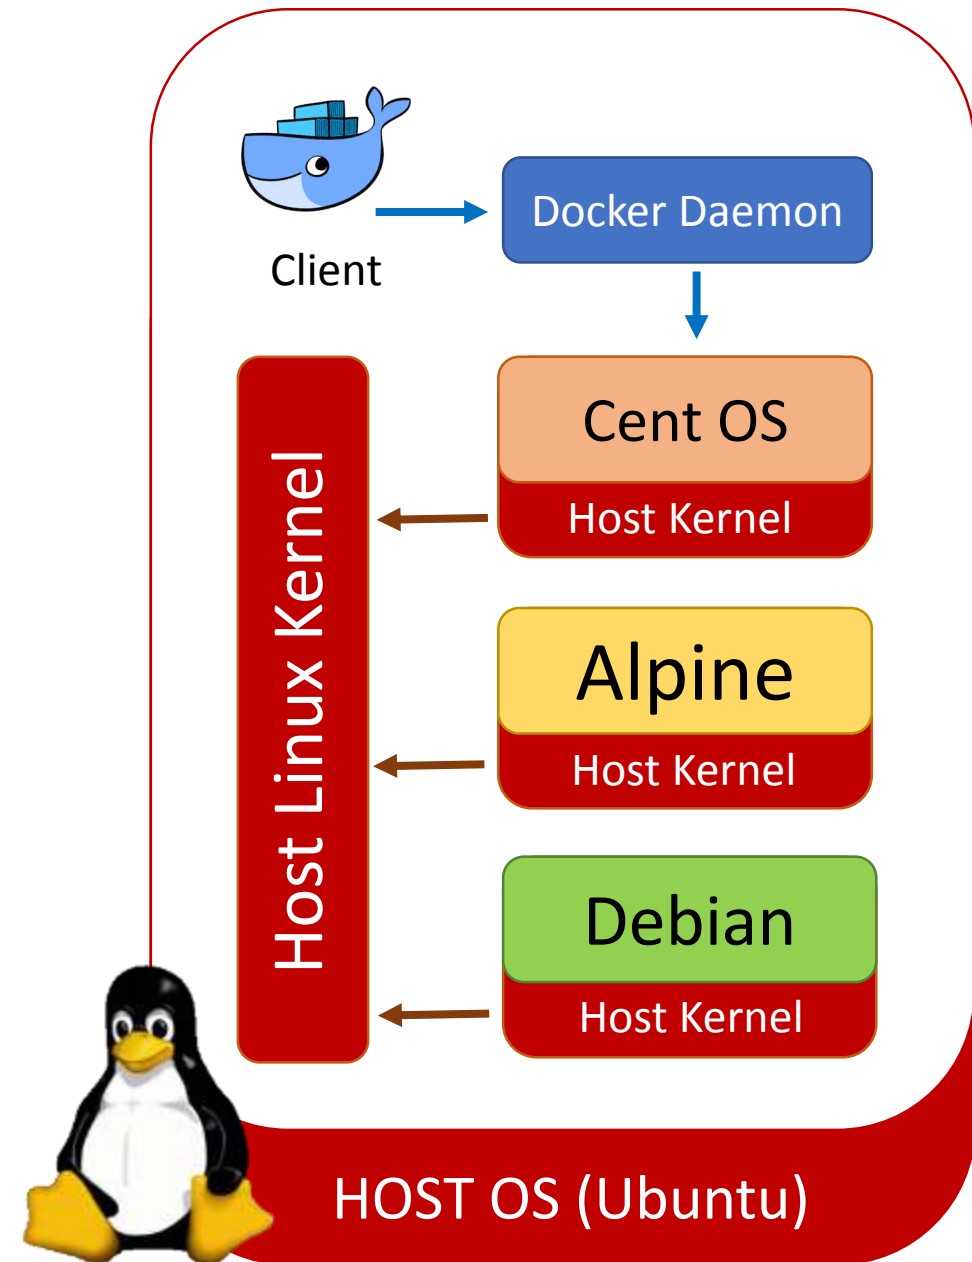 Docker Daemon
Client
Cent OS
Host Kernel
Host Linux Kernel
Alpine
Host Kernel
Debian
Host Kernel
HOST OS (Ubuntu)